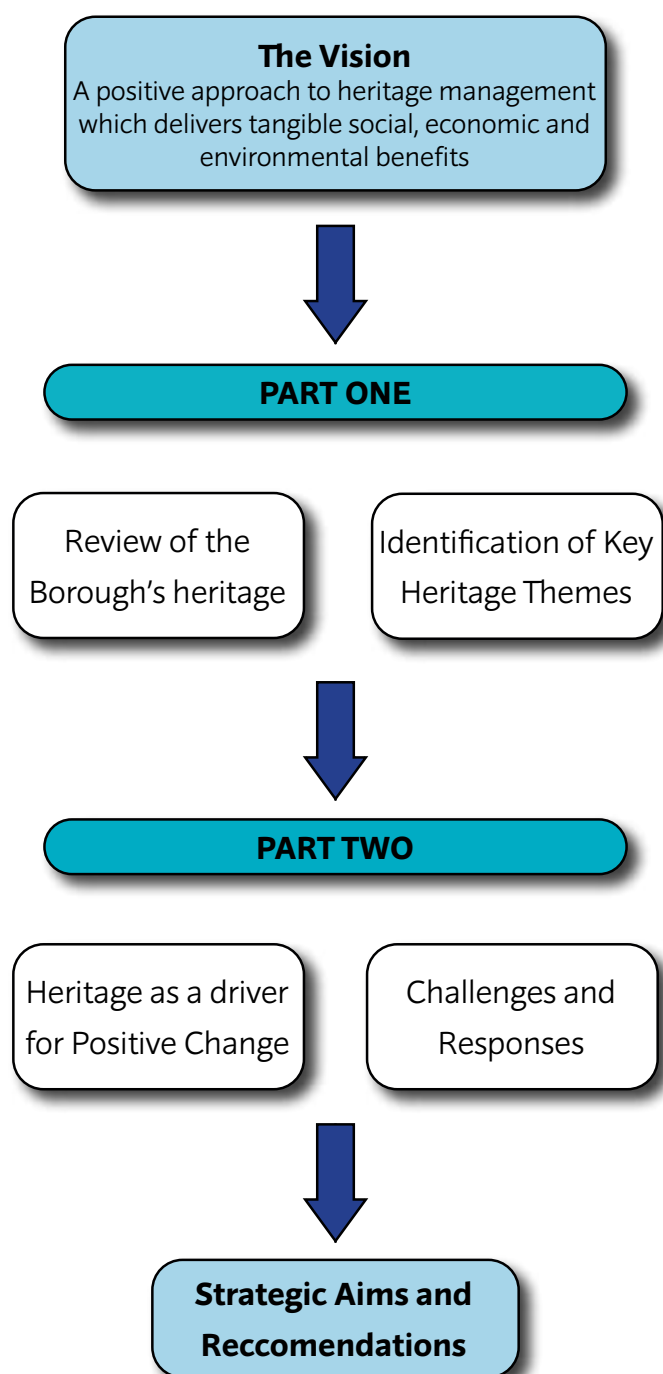 The Vision
A positive approach to heritage management
which delivers tangible social, economic and
environmental benefits
PART ONE
Review of the
Borough's heritage
Identification of Key
Heritage Themes
PART TWO
Heritage as a driver
for Positive Change
Challenges and
Responses
Strategic Aims and
Reccomendations